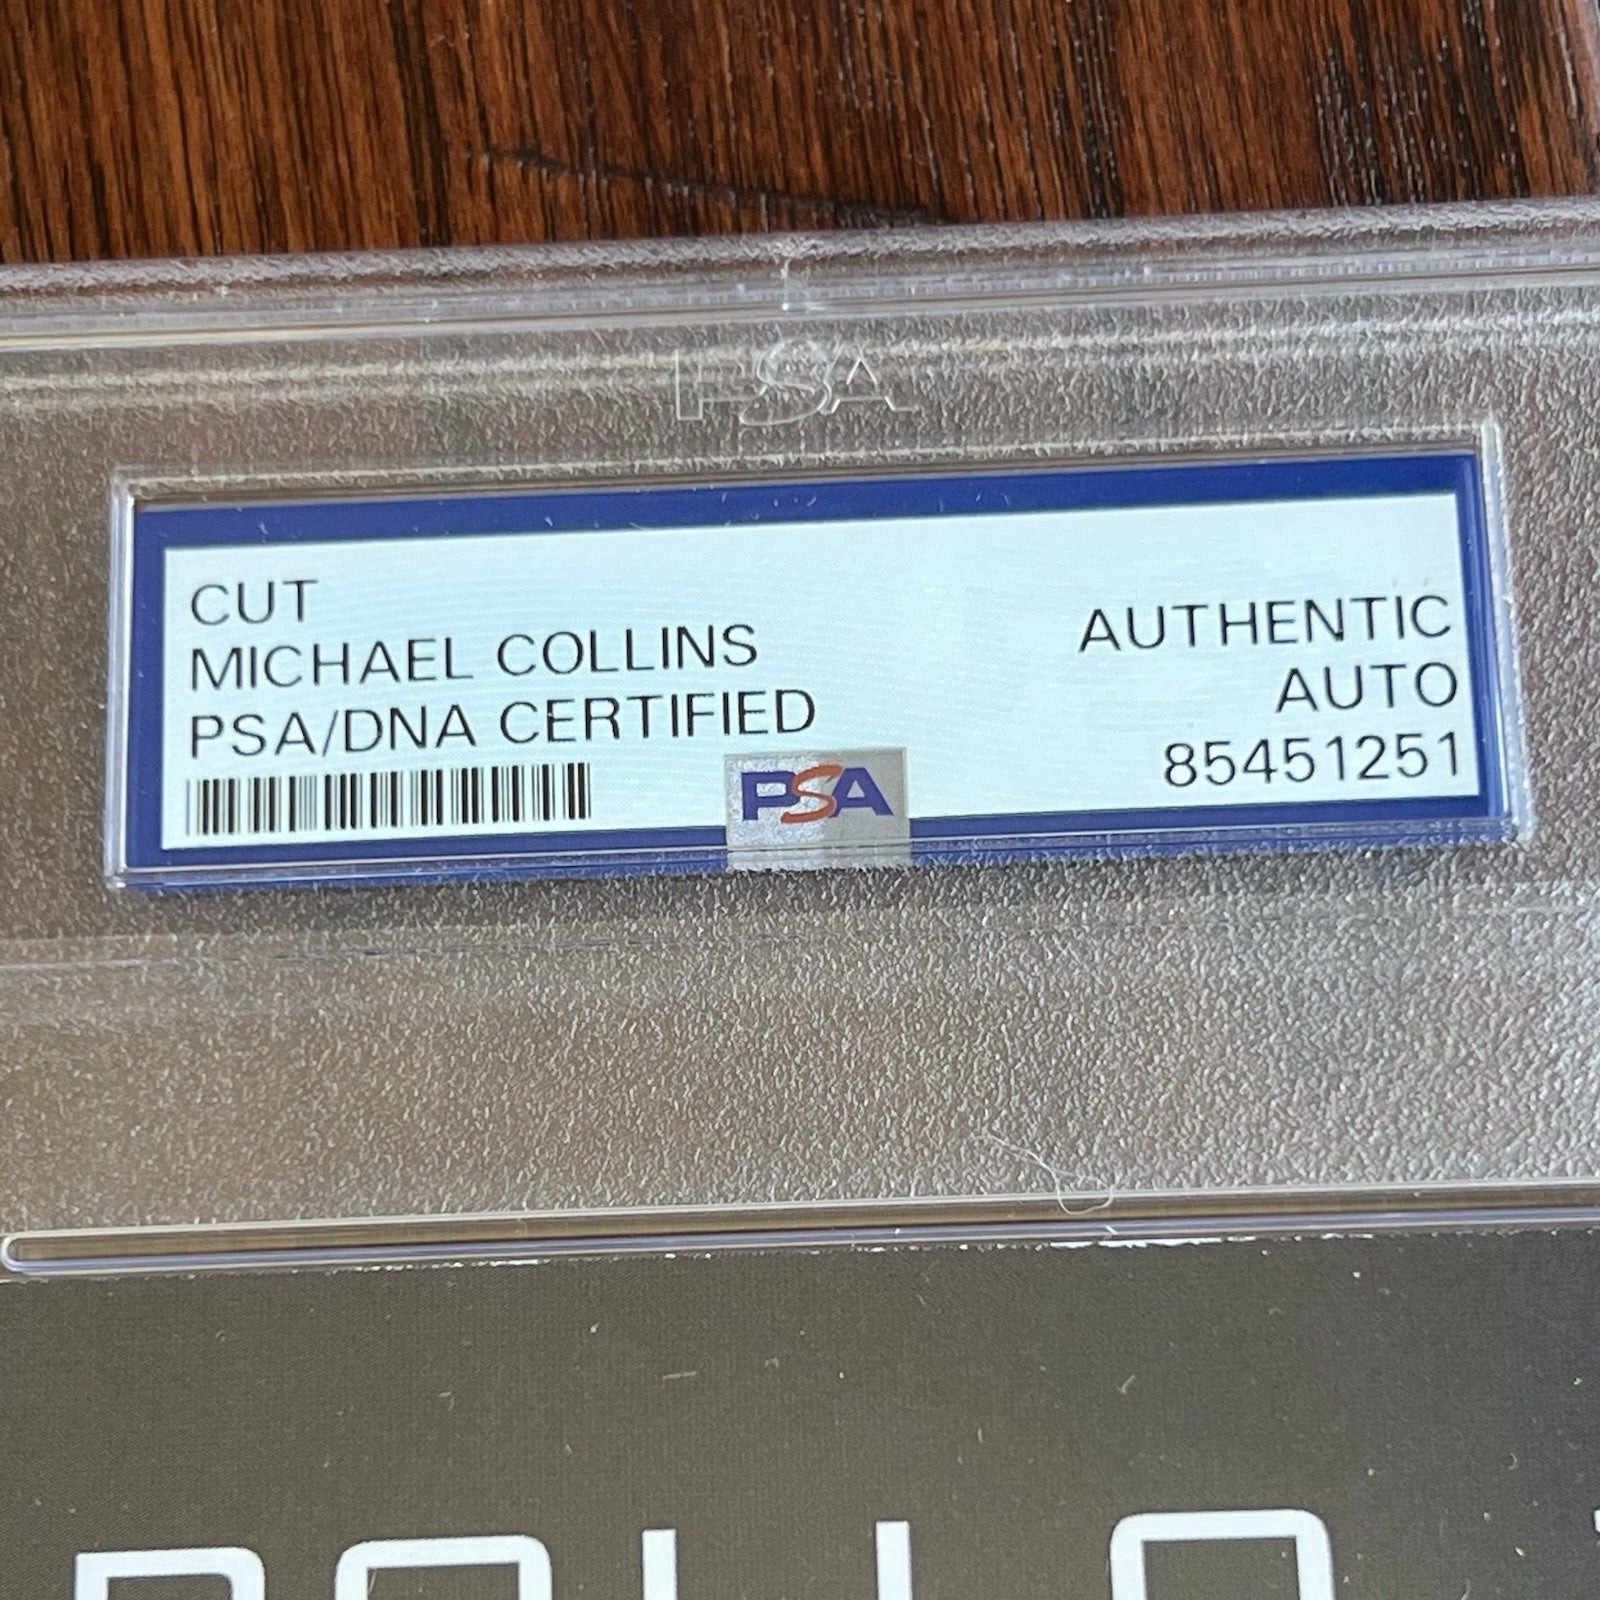 PSA
CUT
MICHAEL COLLINS
PSA/DNA CERTIFIED
AUTHENTIC
AUTO
85451251
PSA